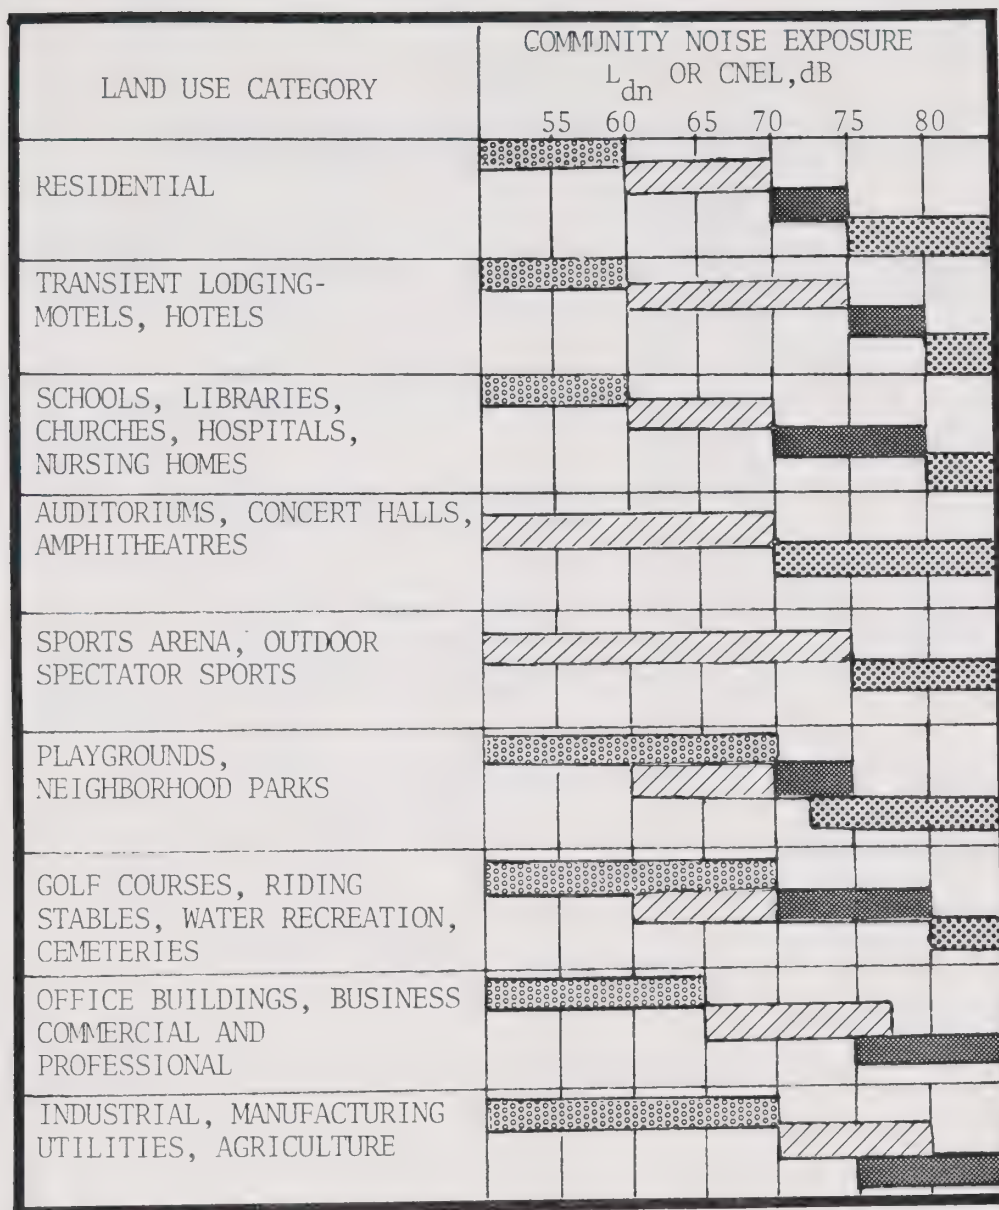 LAND USE CATEGORY
COMMUNITY NOISE EXPOSURE
Ldn OR CNEL,dB
55 60 65 70 75 80
RESIDENTIAL
TRANSIENT LODGING-
MOTELS, HOTELS
SCHOOLS, LIBRARIES,
CHURCHES, HOSPITALS,
NURSING HOMES
AUDITORIUMS, CONCERT HALLS,
AMPHITHEATRES
SPORTS ARENA, OUTDOOR
SPECTATOR SPORTS
PLAYGROUNDS,
NEIGHBORHOOD PARKS
GOLF COURSES, RIDING
STABLES, WATER RECREATION,
CEMETERIES
OFFICE BUILDINGS, BUSINESS
COMMERCIAL AND
PROFESSIONAL
INDUSTRIAL, MANUFACTURING
UTILITIES, AGRICULTURE